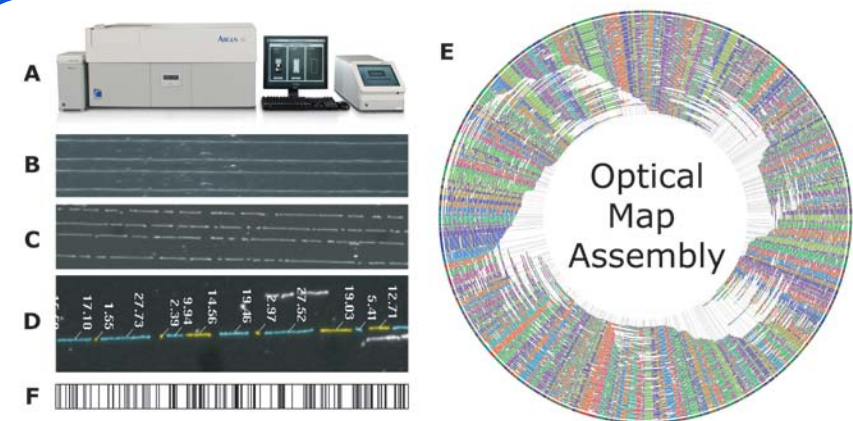 A
ARGUS
B
C
D
17.10
1.55
27.73
2.39
9.94
14.56
19.46
2.97
27.52
19.03
5.41
12.71
F
E
Optical
Map
Assembly